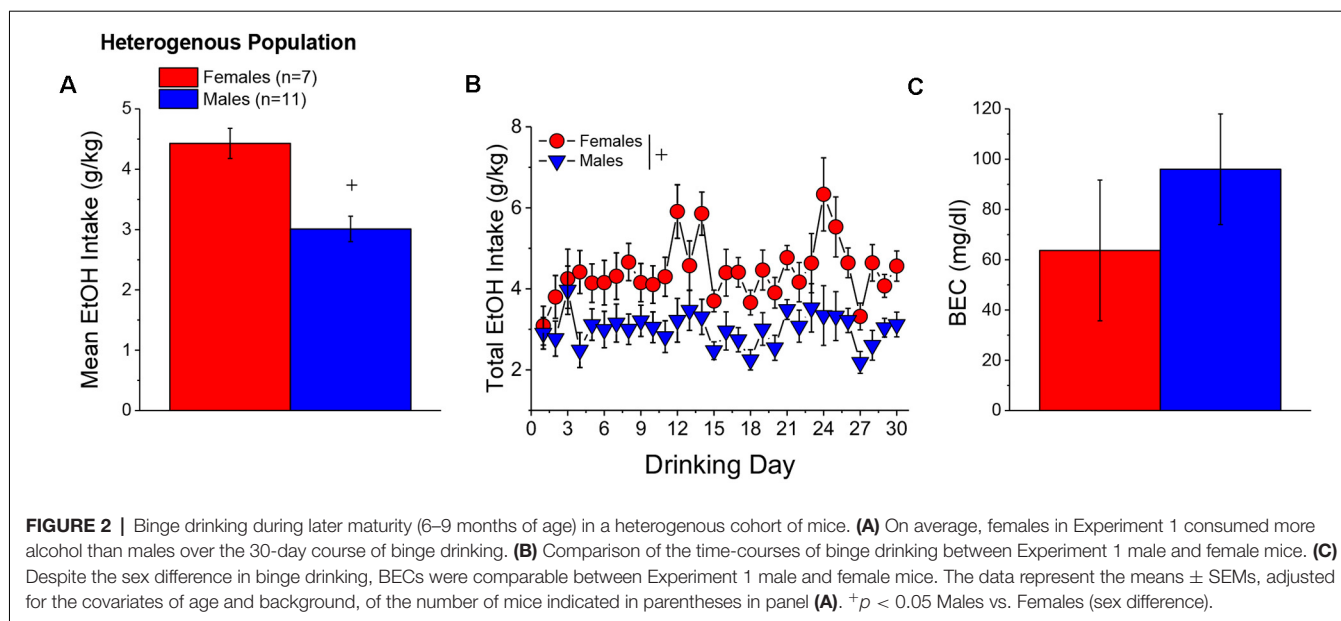 Heterogenous Population
A
Females (n=7)
Males (n=11)
Mean EtOH Intake (g/kg)
5
4
3
2
1
0
+
B
Females
Males
+
Total EtOH Intake (g/kg)
8
6
4
2
0 3 6 9 12 15 18 21 24 27 30
Drinking Day
C
BEC (mg/dl)
120
100
80
60
40
20
0
FIGURE 2 | Binge drinking during later maturity (6–9 months of age) in a heterogenous cohort of mice. (A) On average, females in Experiment 1 consumed more
alcohol than males over the 30-day course of binge drinking. (B) Comparison of the time-courses of binge drinking between Experiment 1 male and female mice. (C)
Despite the sex difference in binge drinking, BECs were comparable between Experiment 1 male and female mice. The data represent the means ± SEMs, adjusted
for the covariates of age and background, of the number of mice indicated in parentheses in panel (A). +p < 0.05 Males vs. Females (sex difference).